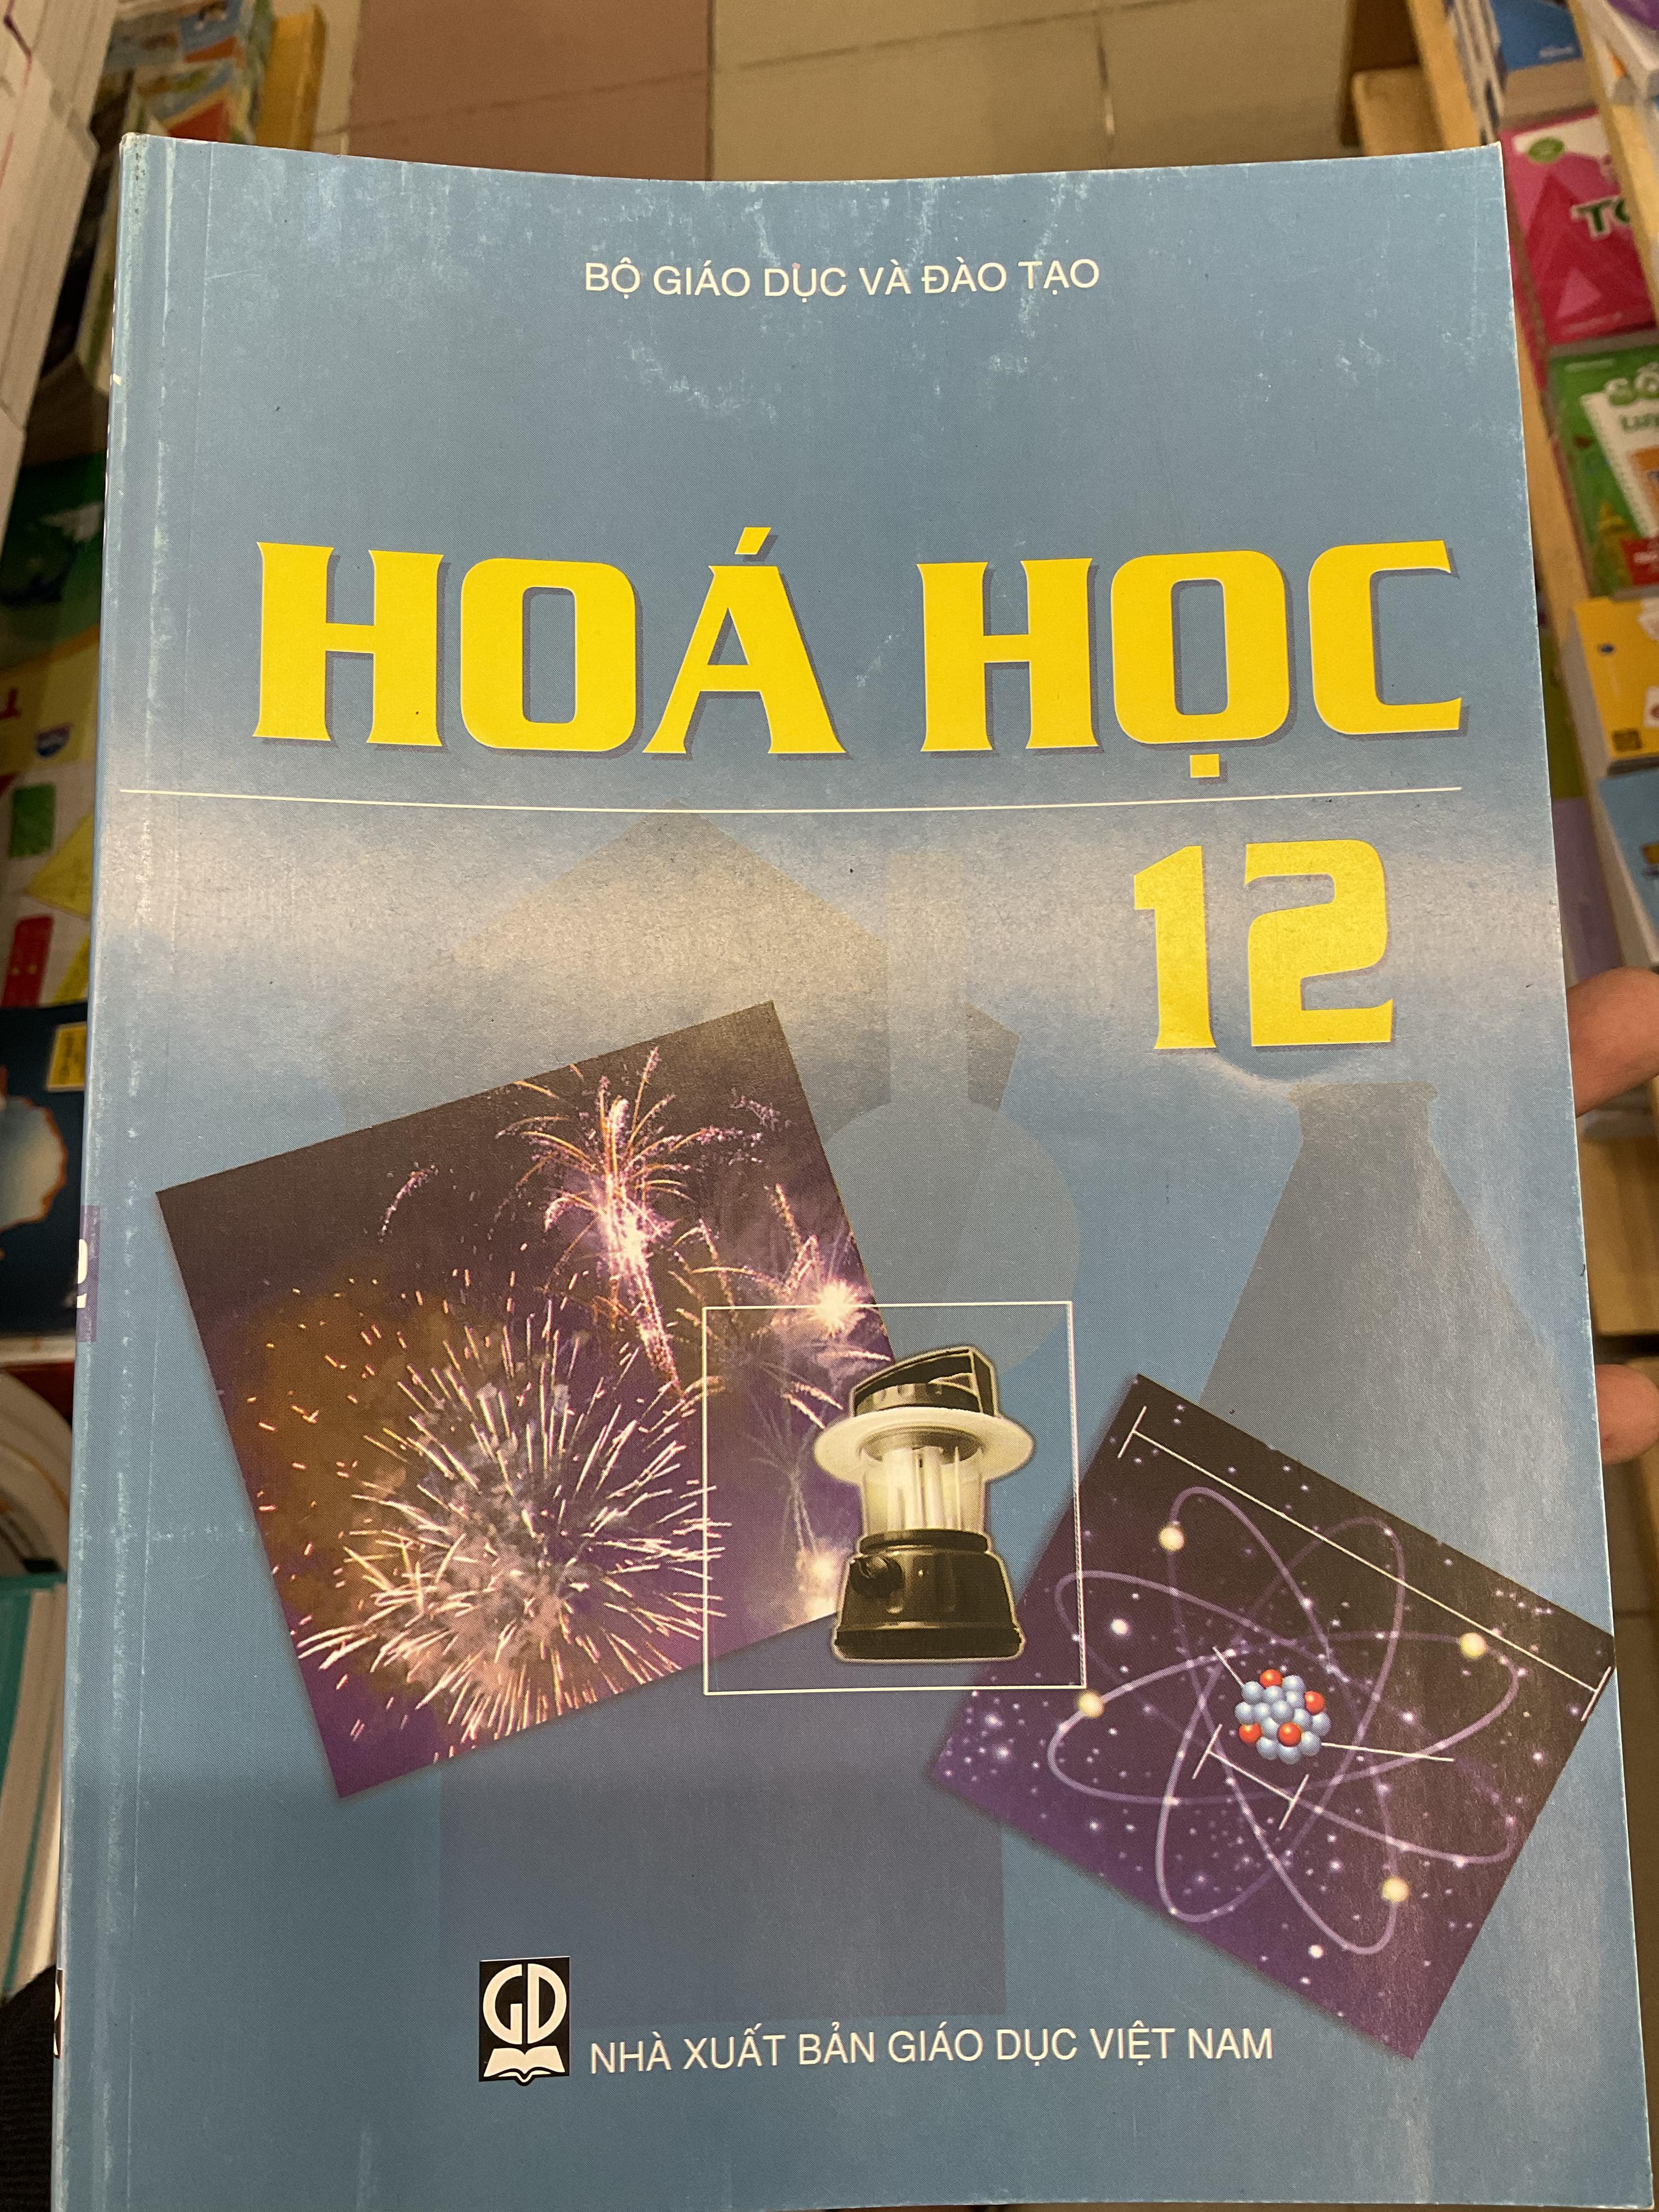 BỘ GIÁO DỤC VÀ ĐÀO TẠO
HOÁ HỌC
12
GD
NHÀ XUẤT BẢN GIÁO DỤC VIỆT NAM